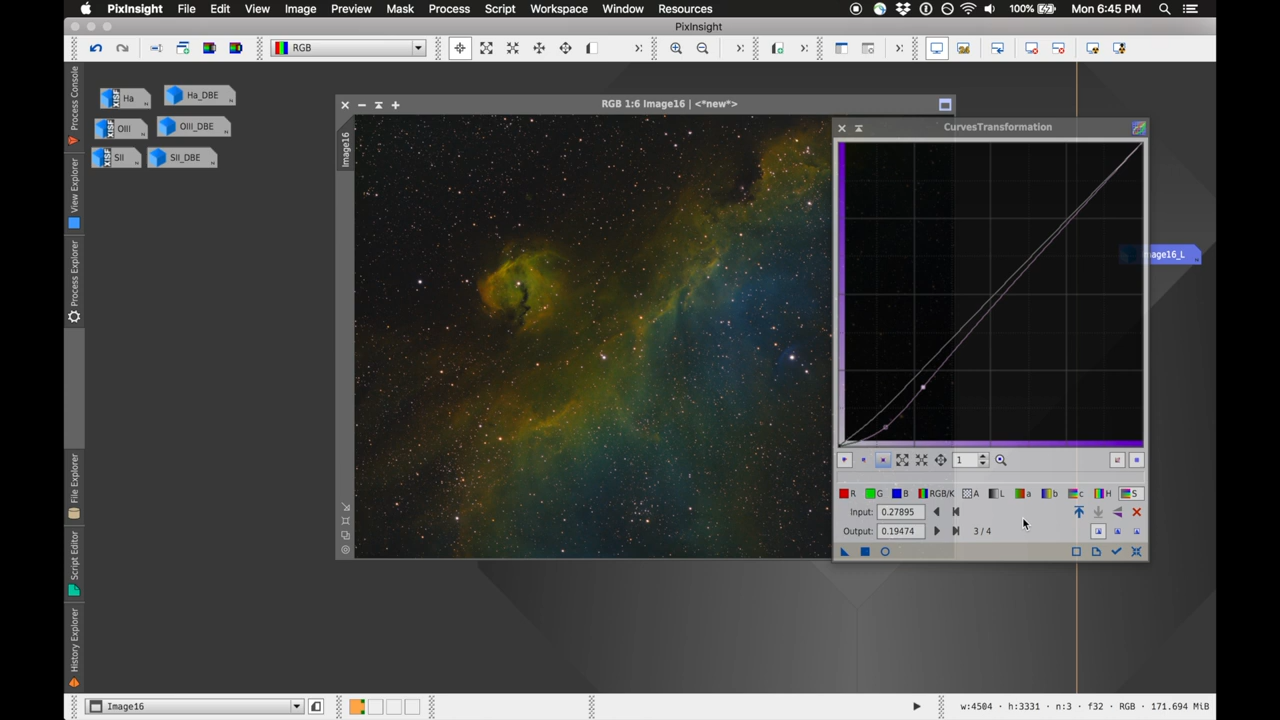 PixInsight File Edit View Image Preview Mask Process Script Workspace Window Resources 100% Mon 6:45 PM
PixInsight
RGB
Process Console
View Explorer
Process Explorer
File Explorer
Script Editor
History Explorer
XISF Ha N
Ha_DBE N
XISF OIII N
OIII_DBE N
XISF SII N
SII_DBE N
RGB 1:6 Image16 | <*new*>
Image16
CurvesTransformation
age16_L
1
R G B RGB/K A L a b c H S
Input: 0.27895
Output: 0.19474 3 / 4
Image16
w:4504 · h:3331 · n:3 · f32 · RGB · 171.694 MiB